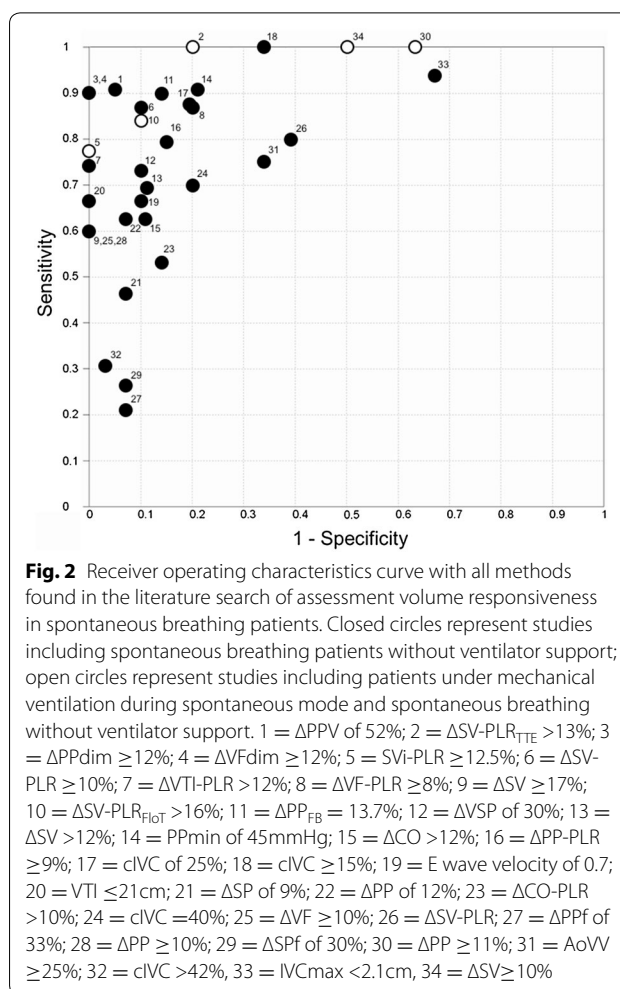 2
18
34
30
33
3,4
1
11
14
17
6
8
10
16
26
5
31
7
12
13
24
20
19
22
15
9,25,28
23
21
32
29
27
1
0.9
0.8
0.7
0.6
0.5
0.4
0.3
0.2
0.1
0
Sensitivity
0 0.1 0.2 0.3 0.4 0.5 0.6 0.7 0.8 0.9 1
1 - Specificity
Fig. 2 Receiver operating characteristics curve with all methods
found in the literature search of assessment volume responsiveness
in spontaneous breathing patients. Closed circles represent studies
including spontaneous breathing patients without ventilator support;
open circles represent studies including patients under mechanical
ventilation during spontaneous mode and spontaneous breathing
without ventilator support. 1 = ΔPPV of 52%; 2 = ΔSV-PLRTTE >13%; 3
= ΔPPdim ≥12%; 4 = ΔVFdim ≥12%; 5 = SVi-PLR ≥12.5%; 6 = ΔSV-
PLR ≥10%; 7 = ΔVTI-PLR >12%; 8 = ΔVF-PLR ≥8%; 9 = ΔSV ≥17%;
10 = ΔSV-PLRFloT >16%; 11 = ΔPPFB = 13.7%; 12 = ΔVSP of 30%; 13 =
ΔSV >12%; 14 = PPmin of 45mmHg; 15 = ΔCO >12%; 16 = ΔPP-PLR
≥9%; 17 = cIVC of 25%; 18 = cIVC ≥15%; 19 = E wave velocity of 0.7;
20 = VTI ≤21cm; 21 = ΔSP of 9%; 22 = ΔPP of 12%; 23 = ΔCO-PLR
>10%; 24 = cIVC =40%; 25 = ΔVF ≥10%; 26 = ΔSV-PLR; 27 = ΔPPf of
33%; 28 = ΔPP ≥10%; 29 = ΔSPf of 30%; 30 = ΔPP ≥11%; 31 = AoVV
≥25%; 32 = cIVC >42%, 33 = IVCmax <2.1cm, 34 = ΔSV≥10%